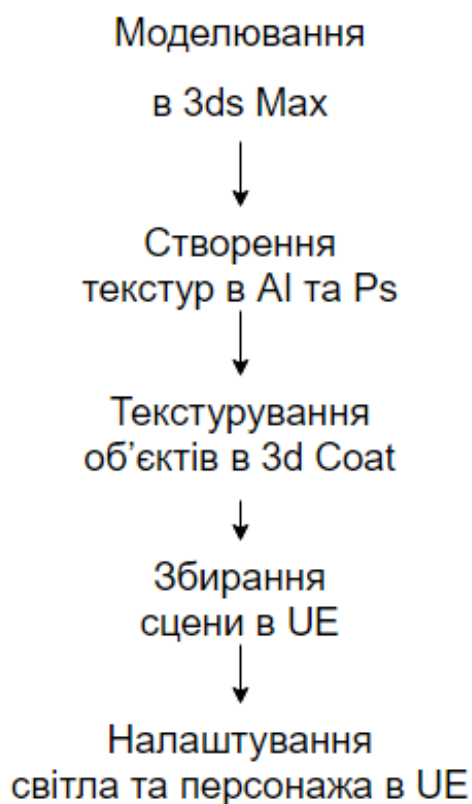 Моделювання
в 3ds Max
Створення
текстур в AI та Ps
Текстурування
об’єктів в 3d Coat
Збирання
сцени в UE
Налаштування
світла та персонажа в UE